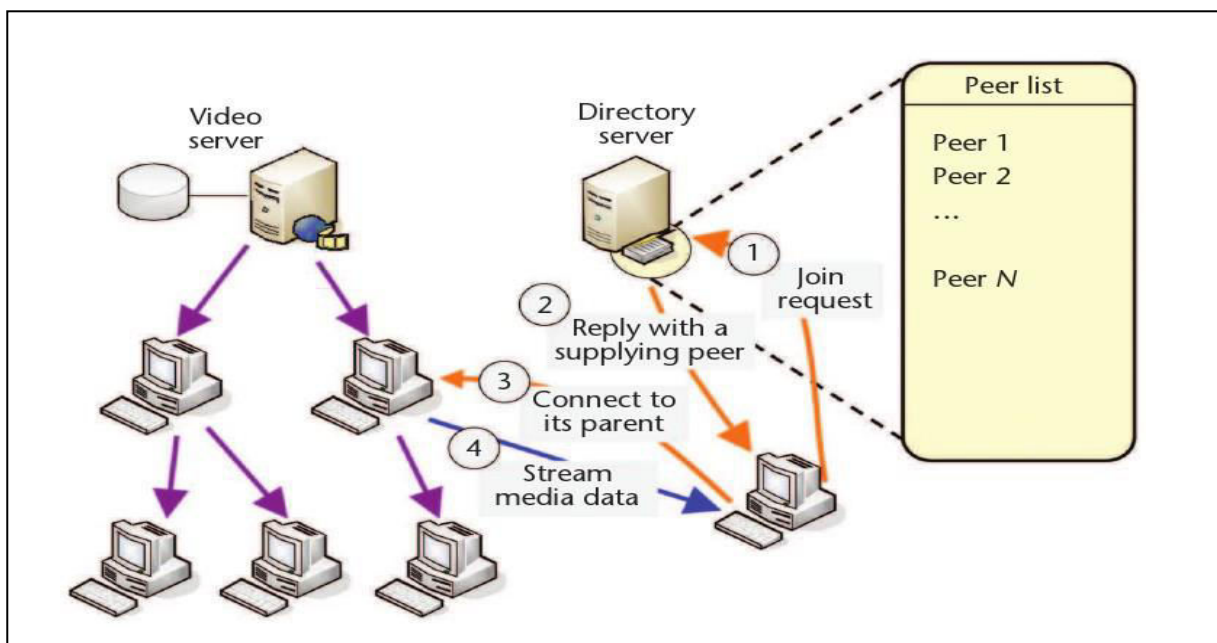 Video
server
Directory
server
Peer list
Peer 1
Peer 2
...
Peer N
1
Join
request
2
Reply with a
supplying peer
3
Connect to
its parent
4
Stream
media data